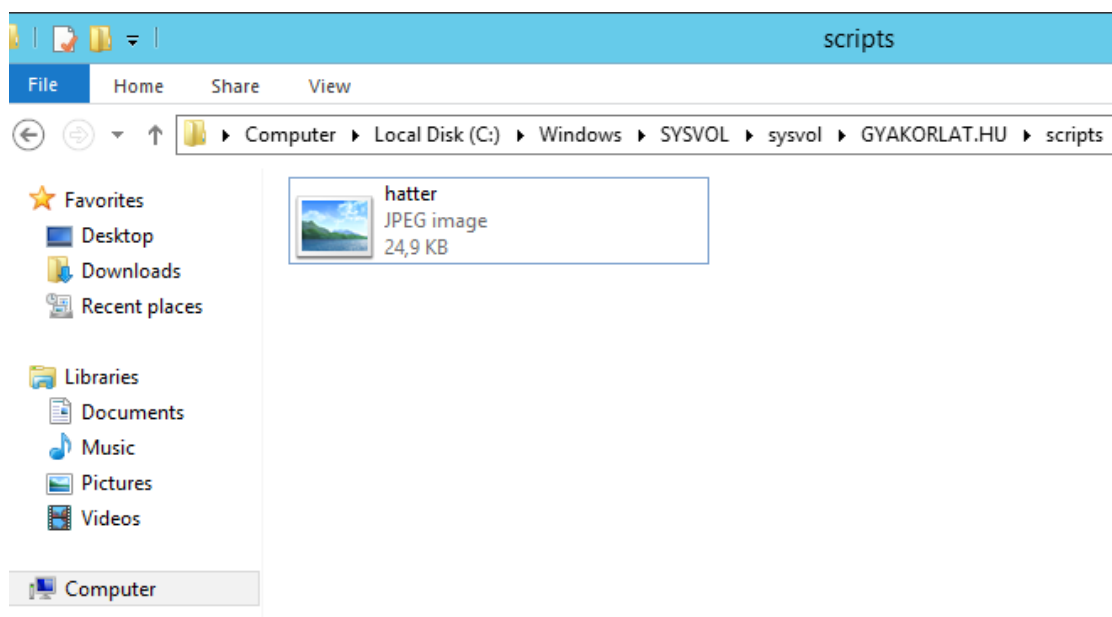 scripts
File Home Share View
Computer Local Disk (C:) Windows SYSVOL sysvol GYAKORLAT.HU scripts
Favorites
Desktop
Downloads
Recent places
Libraries
Documents
Music
Pictures
Videos
Computer
hatter
JPEG image
24,9 KB